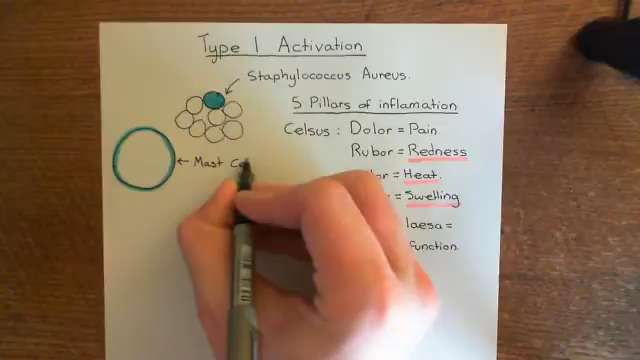 Type 1 Activation
Staphylococcus Aureus.
5 Pillars of inflamation
Celsus : Dolor = Pain
Rubor = Redness
= Heat.
= Swelling
← Mast
laesa =
function.